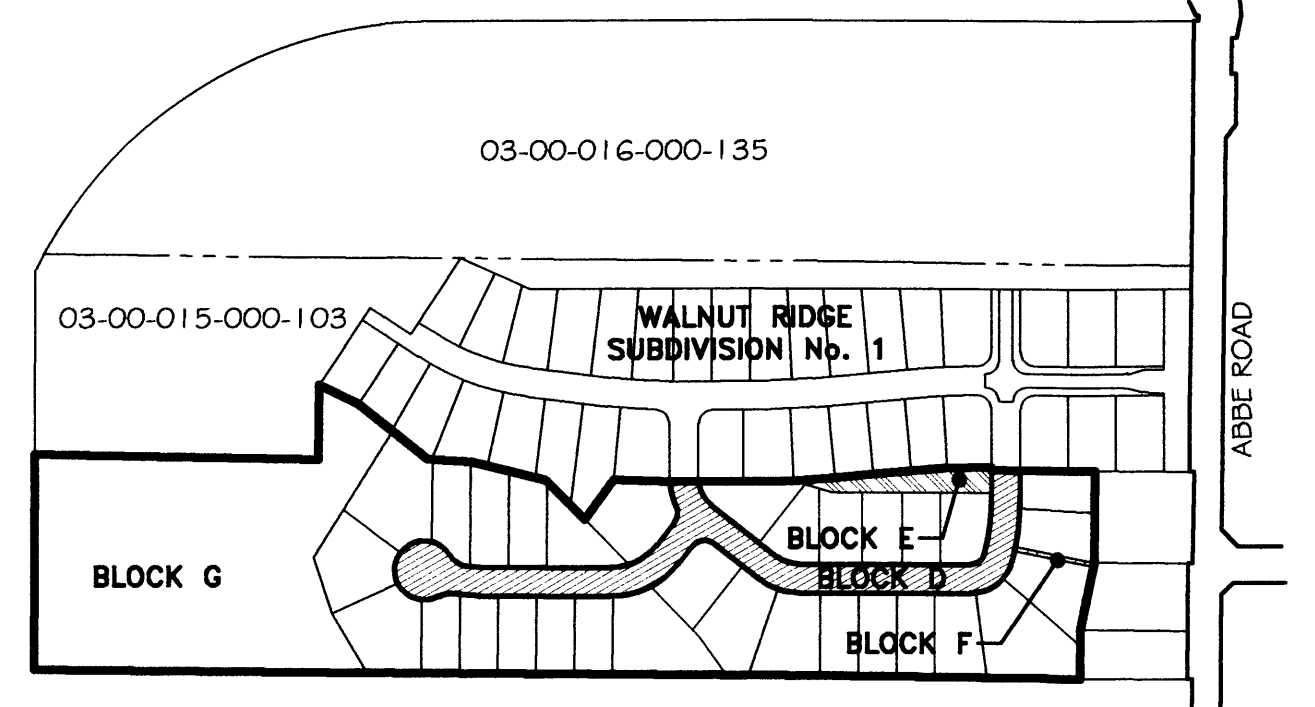 03-00-016-000-135
03-00-015-000-103
WALNUT RIDGE
SUBDIVISION No. 1
ABBE ROAD
BLOCK E
BLOCK G
BLOCK D
BLOCK F